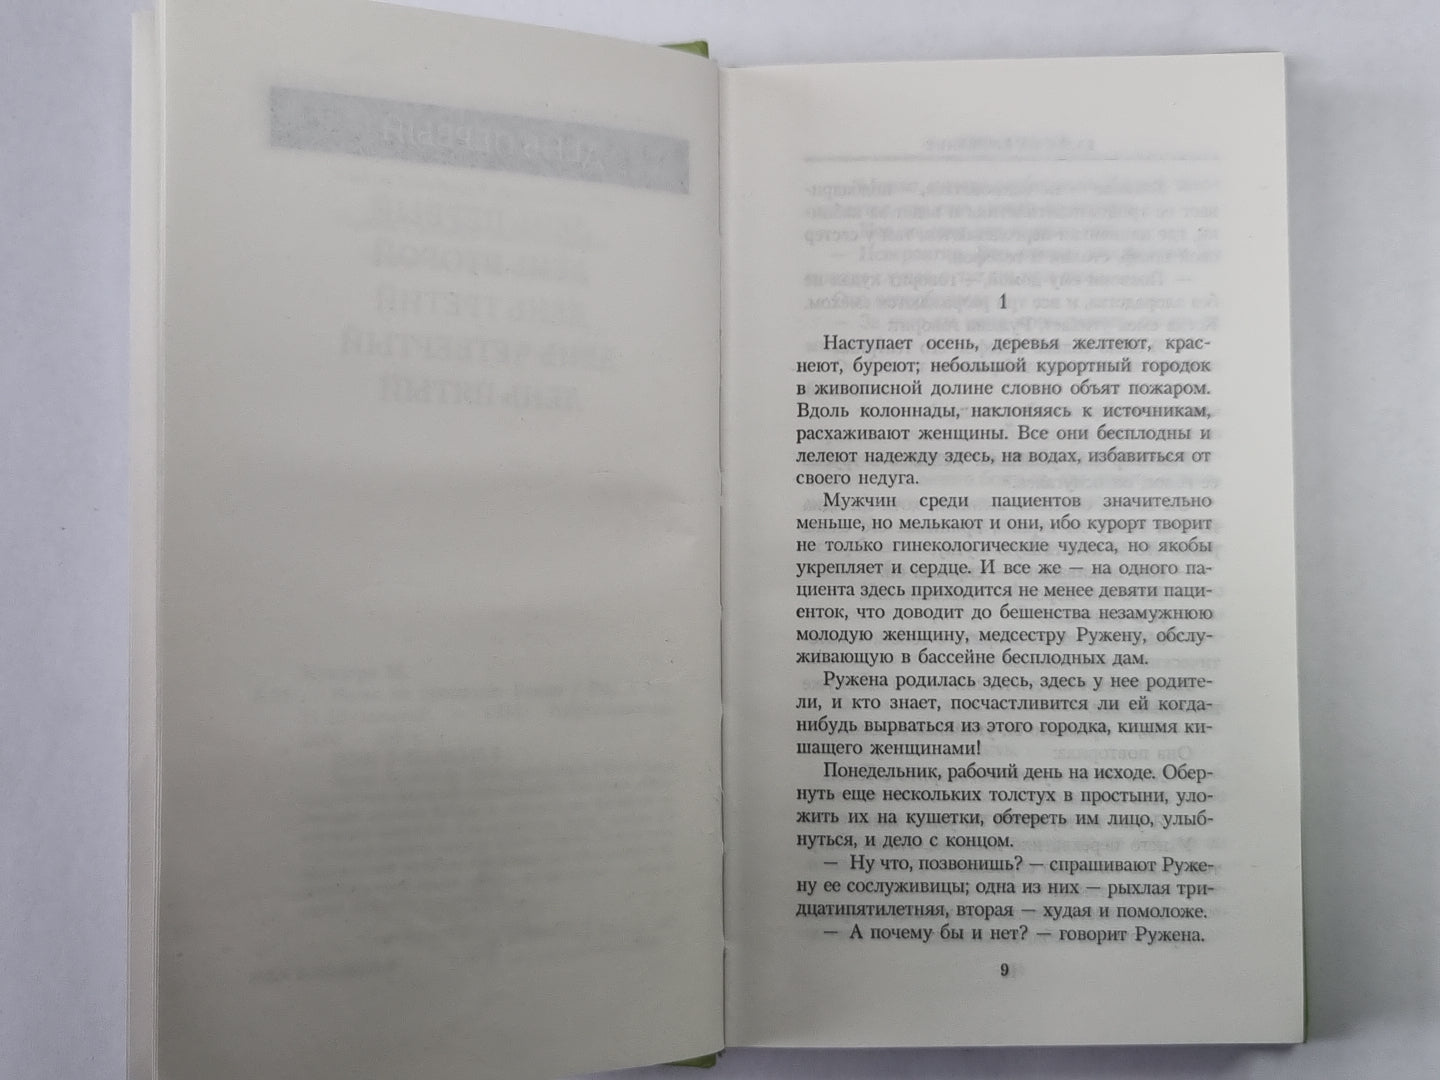 1
Наступает осень, деревья желтеют, крас-
неют, буреют; небольшой курортный городок
в живописной долине словно объят пожаром.
Вдоль колоннады, наклоняясь к источникам,
расхаживают женщины. Все они бесплодны и
лелеют надежду здесь, на водах, избавиться от
своего недуга.
Мужчин среди пациентов значительно
меньше, но мелькают и они, ибо курорт творит
не только гинекологические чудеса, но якобы
укрепляет и сердце. И все же — на одного па-
циента здесь приходится не менее девяти паци-
енток, что доводит до бешенства незамужнюю
молодую женщину, медсестру Ружену, обслу-
живающую в бассейне бесплодных дам.
Ружена родилась здесь, здесь у нее родите-
ли, и кто знает, посчастливится ли ей когда-
нибудь вырваться из этого городка, кишмя ки-
шащего женщинами!
Понедельник, рабочий день на исходе. Обер-
нуть еще нескольких толстух в простыни, уло-
жить их на кушетки, обтереть им лицо, улыб-
нуться, и дело с концом.
— Ну что, позвонишь? — спрашивают Руже-
ну ее сослуживицы; одна из них — рыхлая три-
дцатипятилетняя, вторая — худая и помоложе.
— А почему бы и нет? — говорит Ружена.
9